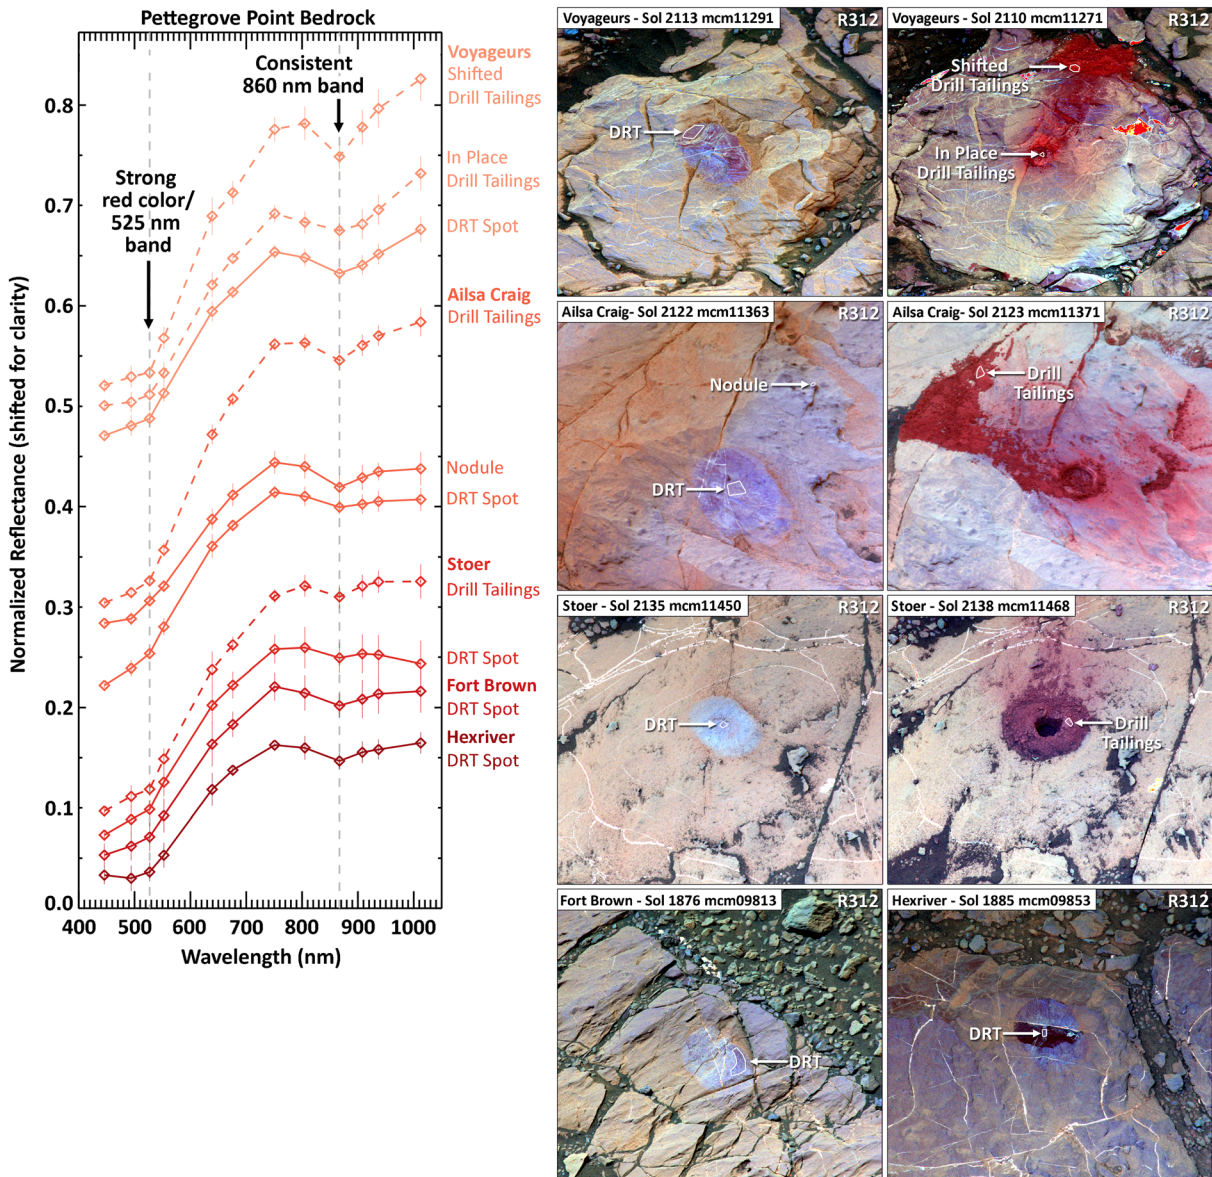 Pettegrove Point Bedrock
Voyageurs
Shifted
Drill Tailings
Consistent
860 nm band
In Place
Drill Tailings
Strong
red color/
525 nm
band
DRT Spot
Ailsa Craig
Drill Tailings
Nodule
DRT Spot
Stoer
Drill Tailings
DRT Spot
Fort Brown
DRT Spot
Hexriver
DRT Spot
0.8
0.7
0.6
0.5
0.4
0.3
0.2
0.1
0.0
400 500 600 700 800 900 1000
Wavelength (nm)
Normalized Reflectance (shifted for clarity)
Voyageurs - Sol 2113 mcm11291
R312
DRT
Voyageurs - Sol 2110 mcm11271
R312
Shifted
Drill Tailings
In Place
Drill Tailings
Ailsa Craig - Sol 2122 mcm11363
R312
Nodule
DRT
Ailsa Craig- Sol 2123 mcm11371
R312
Drill
Tailings
Stoer - Sol 2135 mcm11450
R312
DRT
Stoer - Sol 2138 mcm11468
R312
Drill
Tailings
Fort Brown - Sol 1876 mcm09813
R312
DRT
Hexriver - Sol 1885 mcm09853
R312
DRT